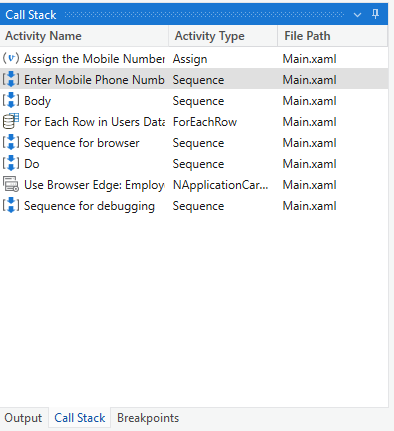 Call Stack
Activity Name Activity Type File Path
(v) Assign the Mobile Number Assign Main.xaml
Enter Mobile Phone Numb Sequence Main.xaml
Body Sequence Main.xaml
For Each Row in Users Data ForEachRow Main.xaml
Sequence for browser Sequence Main.xaml
Do Sequence Main.xaml
Use Browser Edge: Employ NApplicationCar... Main.xaml
Sequence for debugging Sequence Main.xaml
Output Call Stack Breakpoints